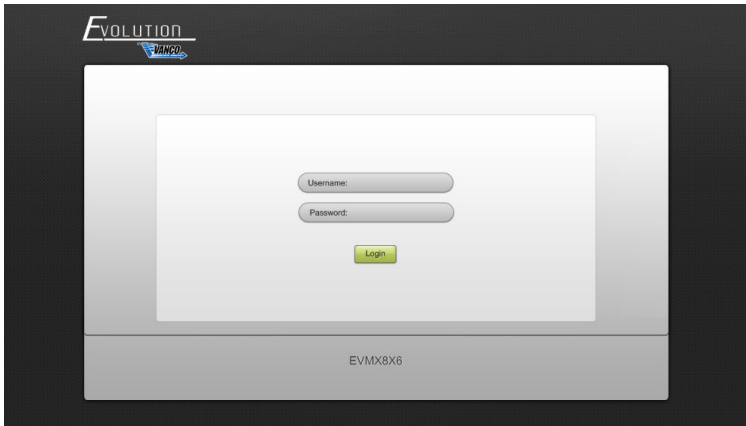 EVOLUTION
VANCO
Username:
Password:
Login
EVMX8X6